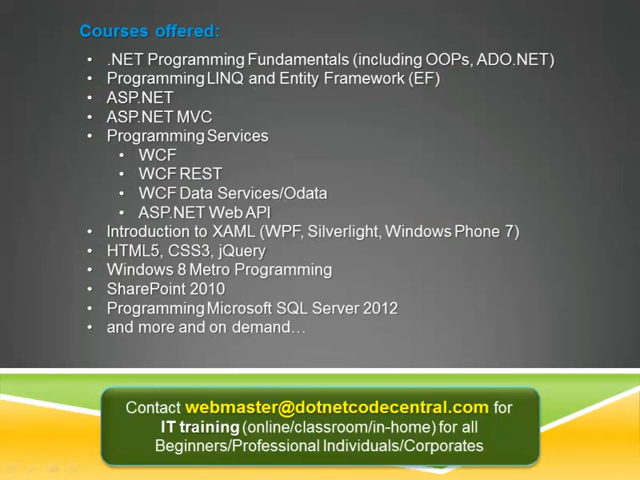 Courses offered:
• .NET Programming Fundamentals (including OOPs, ADO.NET)
• Programming LINQ and Entity Framework (EF)
• ASP.NET
• ASP.NET MVC
• Programming Services
• WCF
• WCF REST
• WCF Data Services/Odata
• ASP.NET Web API
• Introduction to XAML (WPF, Silverlight, Windows Phone 7)
• HTML5, CSS3, jQuery
• Windows 8 Metro Programming
• SharePoint 2010
• Programming Microsoft SQL Server 2012
• and more and on demand…
Contact webmaster@dotnetcodecentral.com for
IT training (online/classroom/in-home) for all
Beginners/Professional Individuals/Corporates